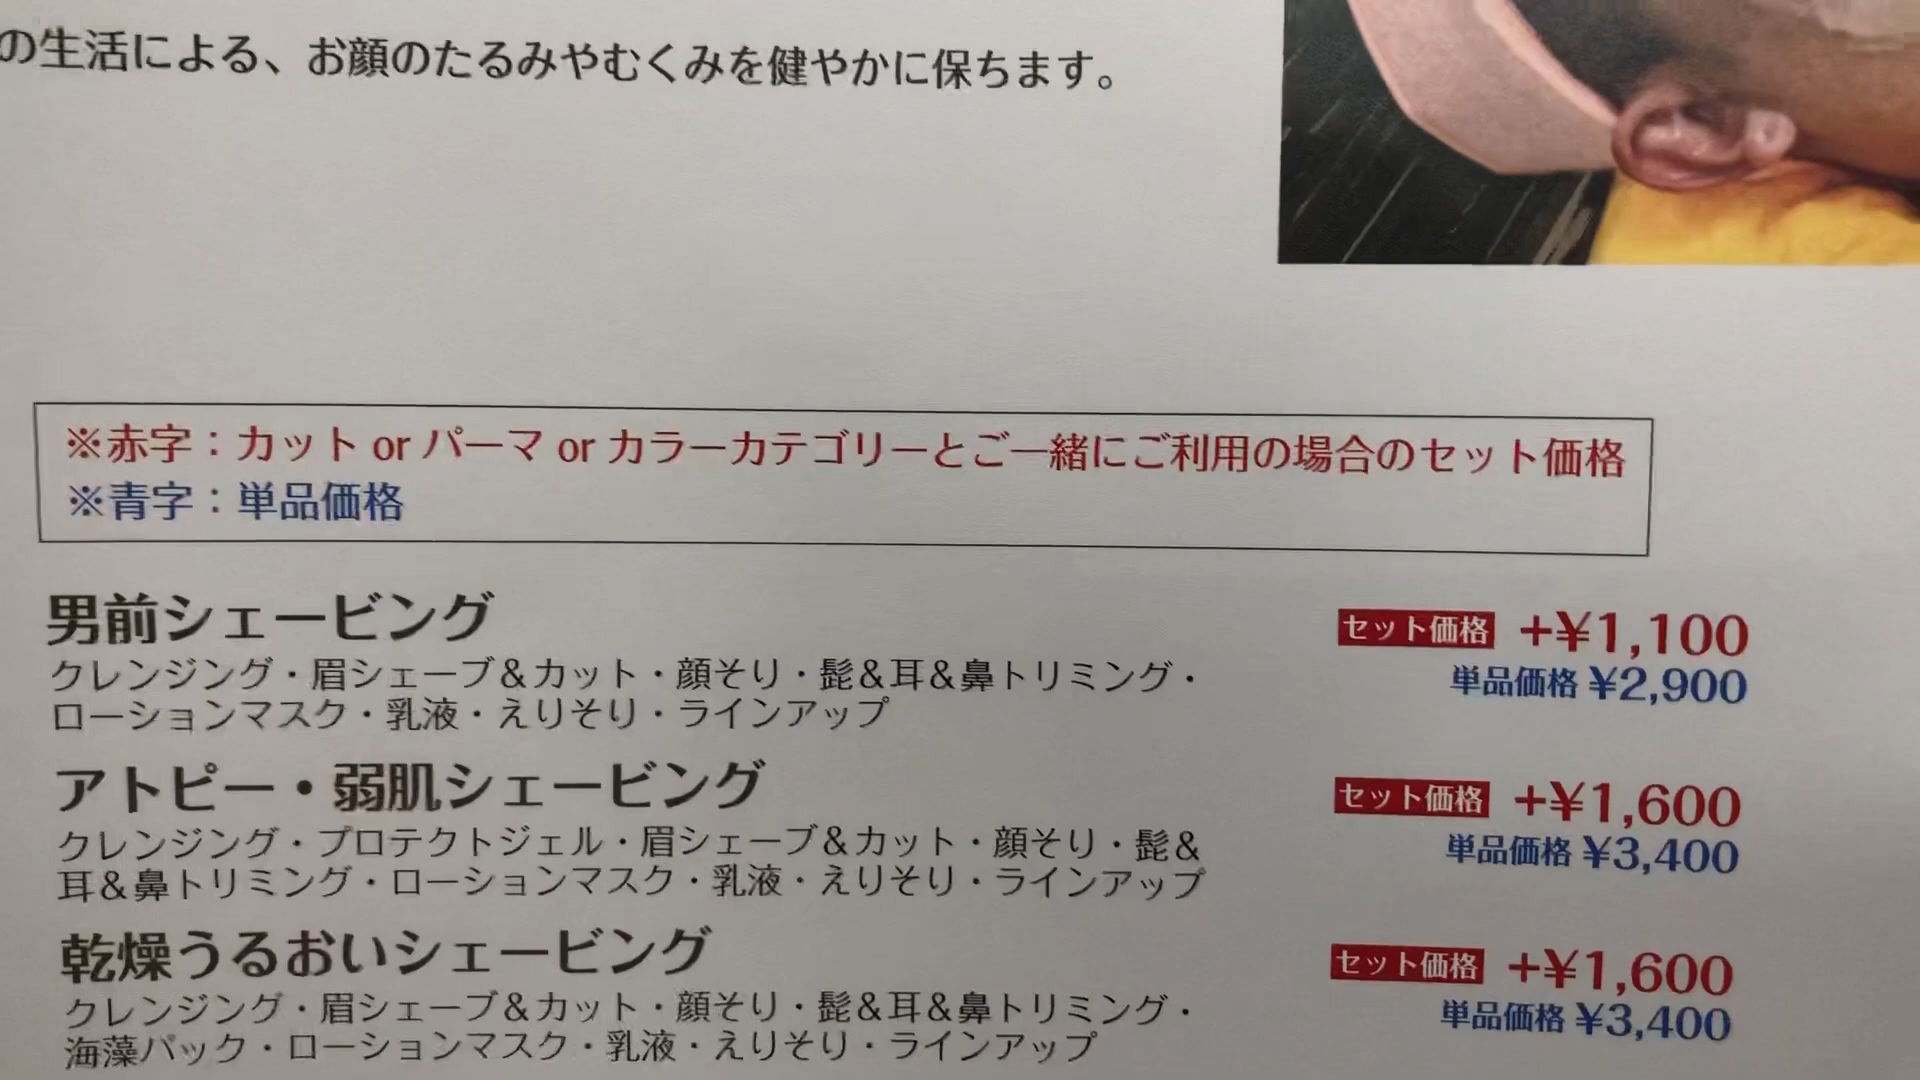 の生活による、お顔のたるみやむくみを健やかに保ちます。
※赤字：カット or パーマ or カラーカテゴリーとご一緒にご利用の場合のセット価格
※青字：単品価格
男前シェービング
セット価格 +¥1,100
クレンジング・眉シェーブ＆カット・顔そり・髭＆耳＆鼻トリミング・
単品価格 ¥2,900
ローションマスク・乳液・えりそり・ラインアップ
アトピー・弱肌シェービング
セット価格 +¥1,600
クレンジング・プロテクトジェル・眉シェーブ＆カット・顔そり・髭＆
単品価格 ¥3,400
耳＆鼻トリミング・ローションマスク・乳液・えりそり・ラインアップ
乾燥うるおいシェービング
セット価格 +¥1,600
クレンジング・眉シェーブ＆カット・顔そり・髭＆耳＆鼻トリミング・
単品価格 ¥3,400
海藻パック・ローションマスク・乳液・えりそり・ラインアップ